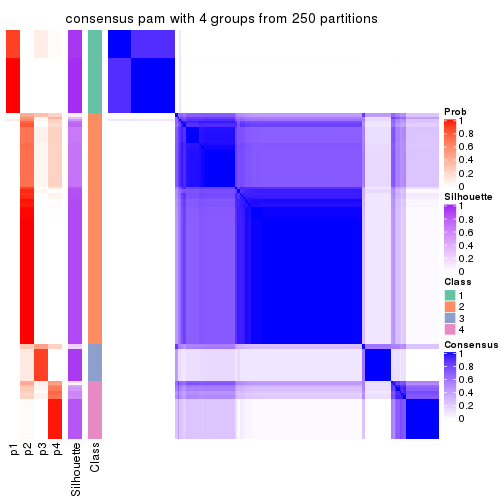 consensus pam with 4 groups from 250 partitions
Prob
1
0.8
0.6
0.4
0.2
0
Silhouette
1
0.8
0.6
0.4
0.2
0
Class
1
2
3
4
Consensus
1
0.8
0.6
0.4
0.2
0
p1
p2
p3
p4
Silhouette
Class